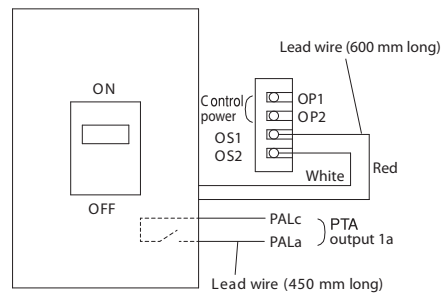 Lead wire (600 mm long)
ON
Control
power
OP1
OP2
OS1
OS2
White
Red
OFF
PALc
PALa
PTA
output 1a
Lead wire (450 mm long)